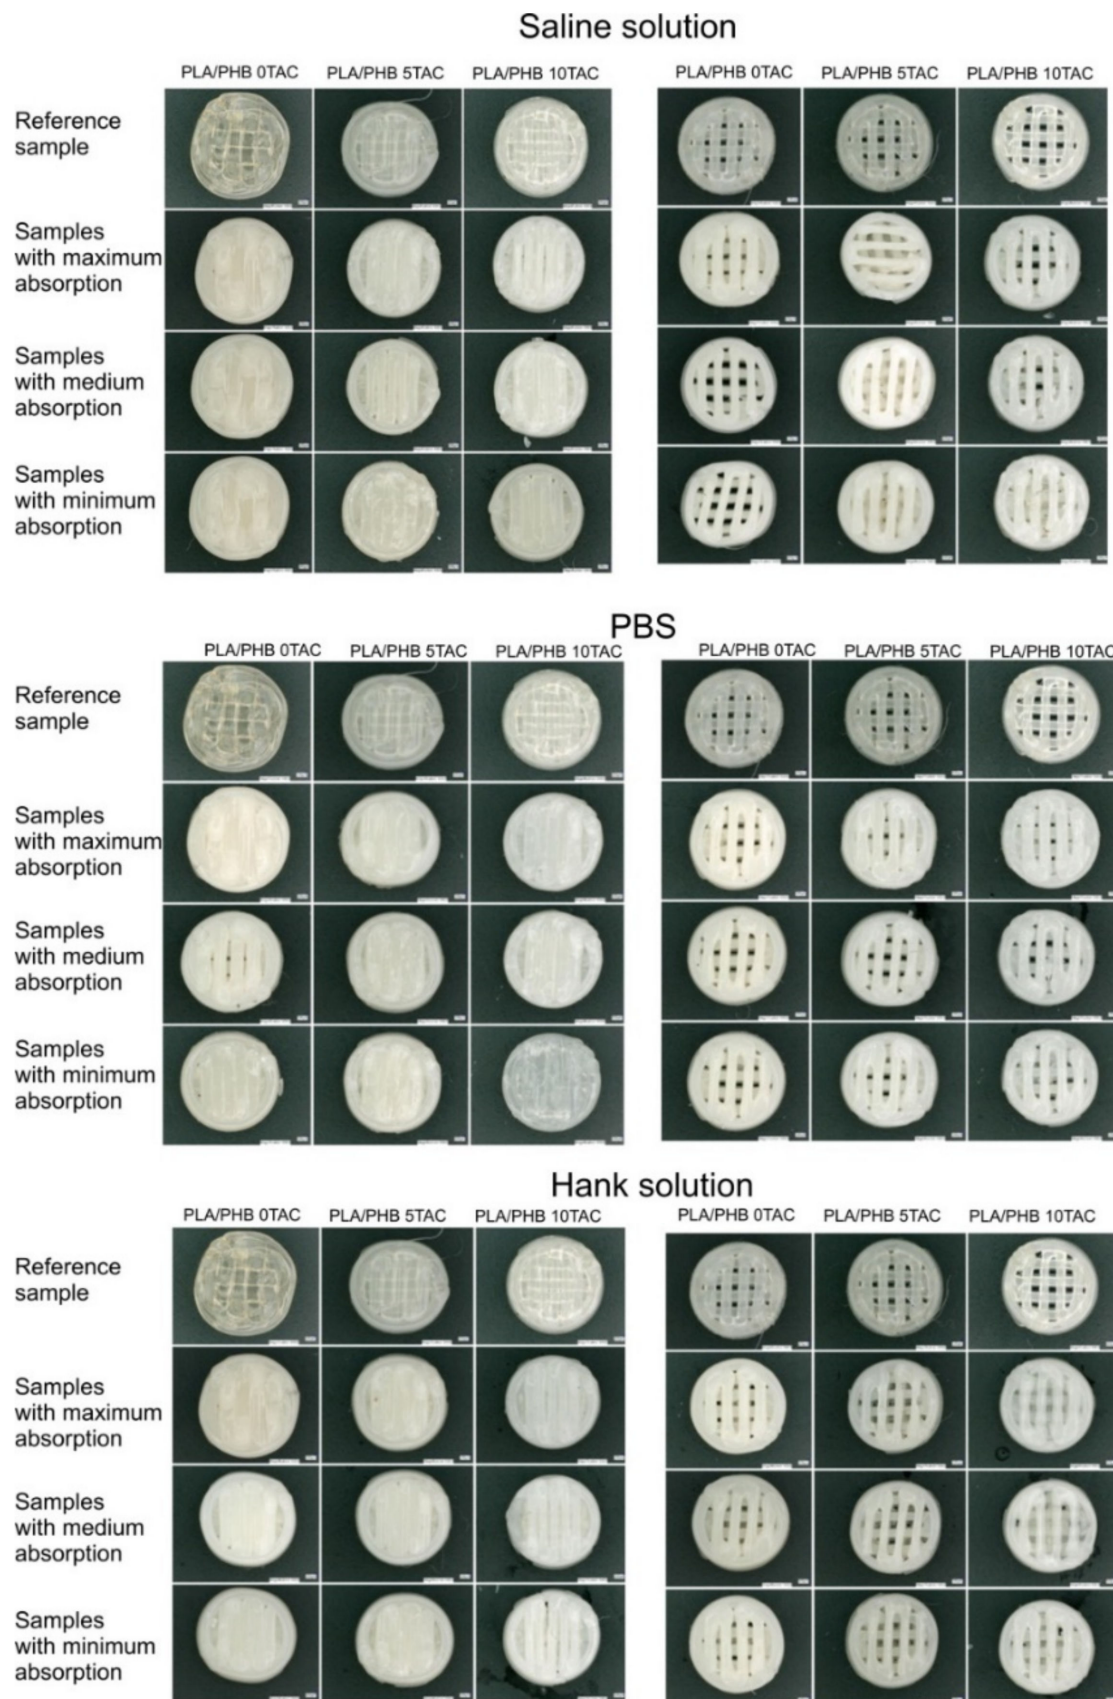 Saline solution
PLA/PHB 0TAC PLA/PHB 5TAC PLA/PHB 10TAC PLA/PHB 0TAC PLA/PHB 5TAC PLA/PHB 10TAC
Reference
sample
Samples
with maximum
absorption
Samples
with medium
absorption
Samples
with minimum
absorption
PBS
PLA/PHB 0TAC PLA/PHB 5TAC PLA/PHB 10TAC PLA/PHB 0TAC PLA/PHB 5TAC PLA/PHB 10TAC
Reference
sample
Samples
with maximum
absorption
Samples
with medium
absorption
Samples
with minimum
absorption
Hank solution
PLA/PHB 0TAC PLA/PHB 5TAC PLA/PHB 10TAC PLA/PHB 0TAC PLA/PHB 5TAC PLA/PHB 10TAC
Reference
sample
Samples
with maximum
absorption
Samples
with medium
absorption
Samples
with minimum
absorption